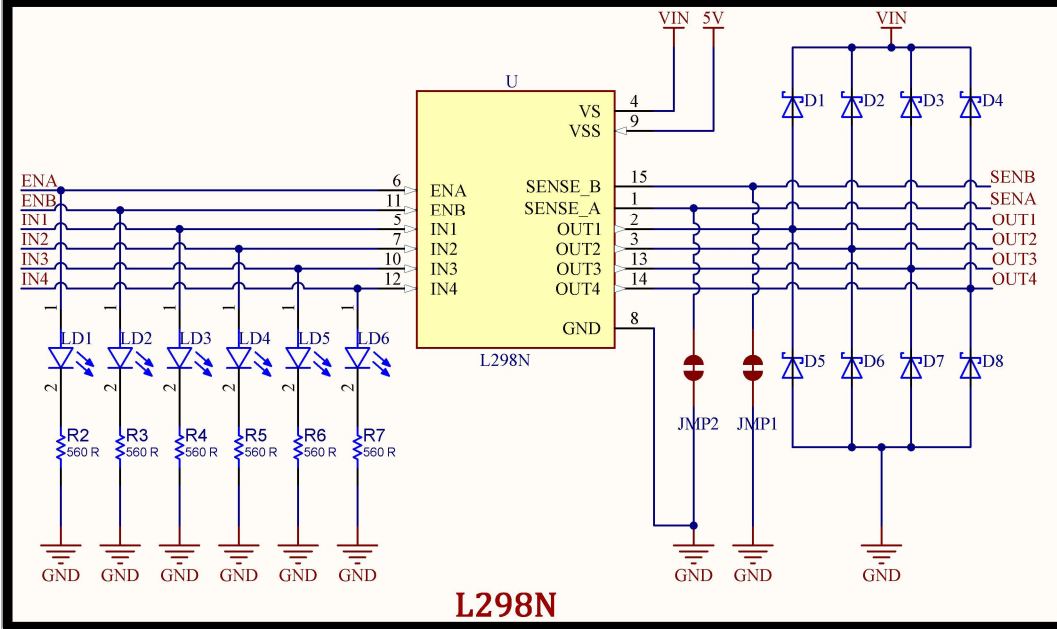 VIN 5V VIN
U
VS 4
VSS 9
D1 D2 D3 D4
ENA 6 ENA
ENB 11 ENB
IN1 5 IN1
IN2 7 IN2
IN3 10 IN3
IN4 12 IN4
SENSE_B 15 SENB
SENSE_A 1 SENA
OUT1 2 OUT1
OUT2 3 OUT2
OUT3 13 OUT3
OUT4 14 OUT4
GND 8
L298N
1 1 1 1 1 1
LD1 LD2 LD3 LD4 LD5 LD6
2 2 2 2 2 2
D5 D6 D7 D8
JMP2 JMP1
R2 R3 R4 R5 R6 R7
560 R 560 R 560 R 560 R 560 R 560 R
GND GND GND GND GND GND GND GND GND
L298N